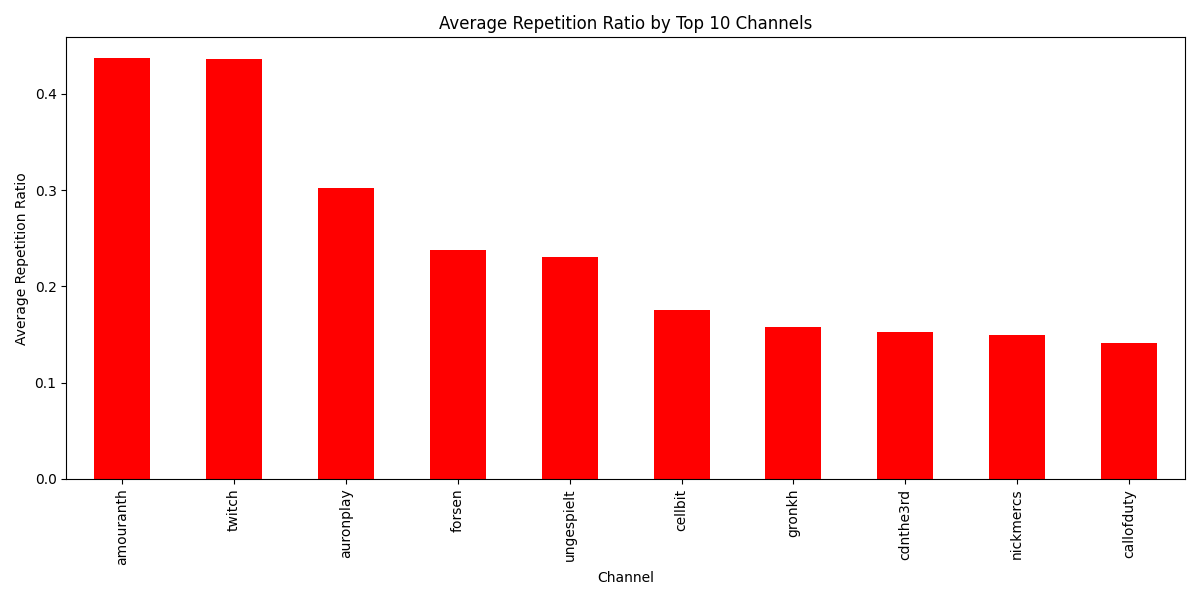 Average Repetition Ratio by Top 10 Channels
Average Repetition Ratio
0.4
0.3
0.2
0.1
0.0
amouranth
twitch
auronplay
forsen
ungespielt
cellbit
gronkh
cdnthe3rd
nickmercs
callofduty
Channel